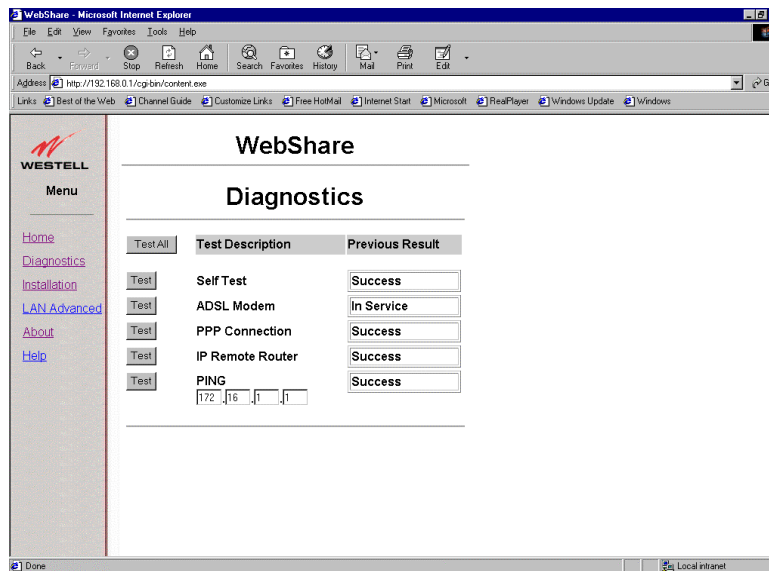 WebShare - Microsoft Internet Explorer
File Edit View Favorites Tools Help
Back Forward Stop Refresh Home Search Favorites History Mail Print Edit
Address http://192.168.0.1/cgi-bin/content.exe
Links Best of the Web Channel Guide Customize Links Free HotMail Internet Start Microsoft RealPlayer Windows Update Windows
WESTELL
Menu
Home
Diagnostics
Installation
LAN Advanced
About
Help
WebShare
Diagnostics
Test All Test Description Previous Result
Test Self Test Success
Test ADSL Modem In Service
Test PPP Connection Success
Test IP Remote Router Success
Test PING Success
172 . 16 . 1 . 1
Done Local intranet